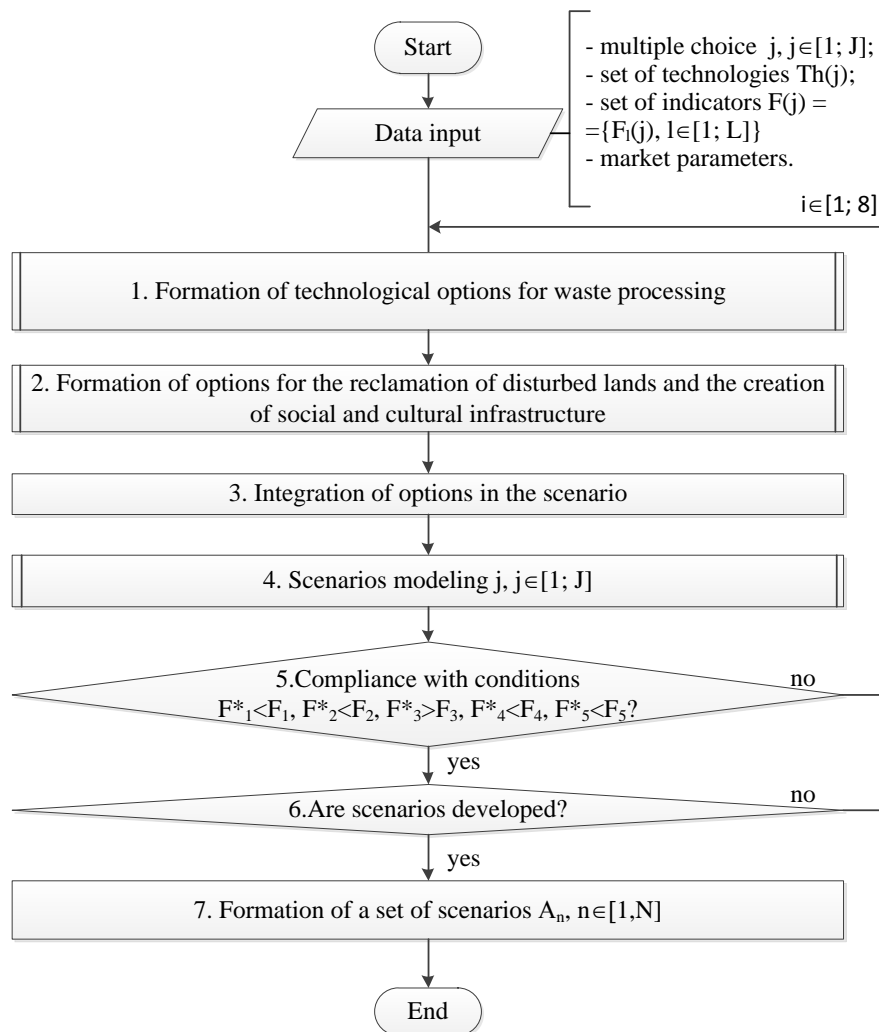 Start
- multiple choice j, j∈[1; J];
- set of technologies Th(j);
- set of indicators F(j) =
={F₁(j), l∈[1; L]}
- market parameters.
Data input
i∈[1; 8]
1. Formation of technological options for waste processing
2. Formation of options for the reclamation of disturbed lands and the creation
of social and cultural infrastructure
3. Integration of options in the scenario
4. Scenarios modeling j, j∈[1; J]
5.Compliance with conditions
F*₁<F₁, F*₂<F₂, F*₃>F₃, F*₄<F₄, F*₅<F₅?
no
yes
6.Are scenarios developed?
no
yes
7. Formation of a set of scenarios Aₙ, n∈[1,N]
End